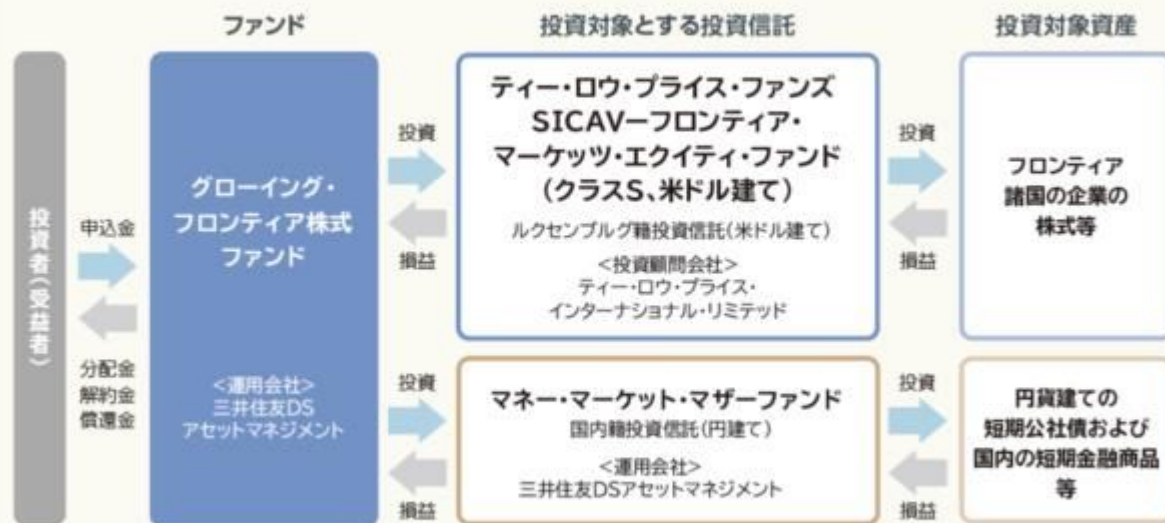 ファンド
投資対象とする投資信託
投資対象資産
投資者(受益者)
申込金
分配金
解約金
償還金
グローイング・
フロンティア株式
ファンド
<運用会社>
三井住友DS
アセットマネジメント
投資
損益
ティー・ロウ・プライス・ファンズ
SICAVーフロンティア・
マーケッツ・エクイティ・ファンド
(クラスS、米ドル建て)
ルクセンブルグ籍投資信託(米ドル建て)
<投資顧問会社>
ティー・ロウ・プライス・
インターナショナル・リミテッド
投資
損益
フロンティア
諸国の企業の
株式等
投資
損益
マネー・マーケット・マザーファンド
国内籍投資信託(円建て)
<運用会社>
三井住友DSアセットマネジメント
投資
損益
円貨建ての
短期公社債および
国内の短期金融商品
等